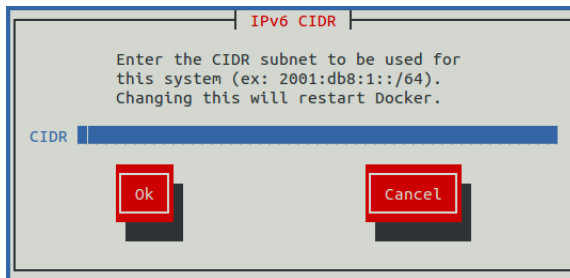 IPv6 CIDR
Enter the CIDR subnet to be used for
this system (ex: 2001:db8:1::/64).
Changing this will restart Docker.
CIDR
Ok Cancel